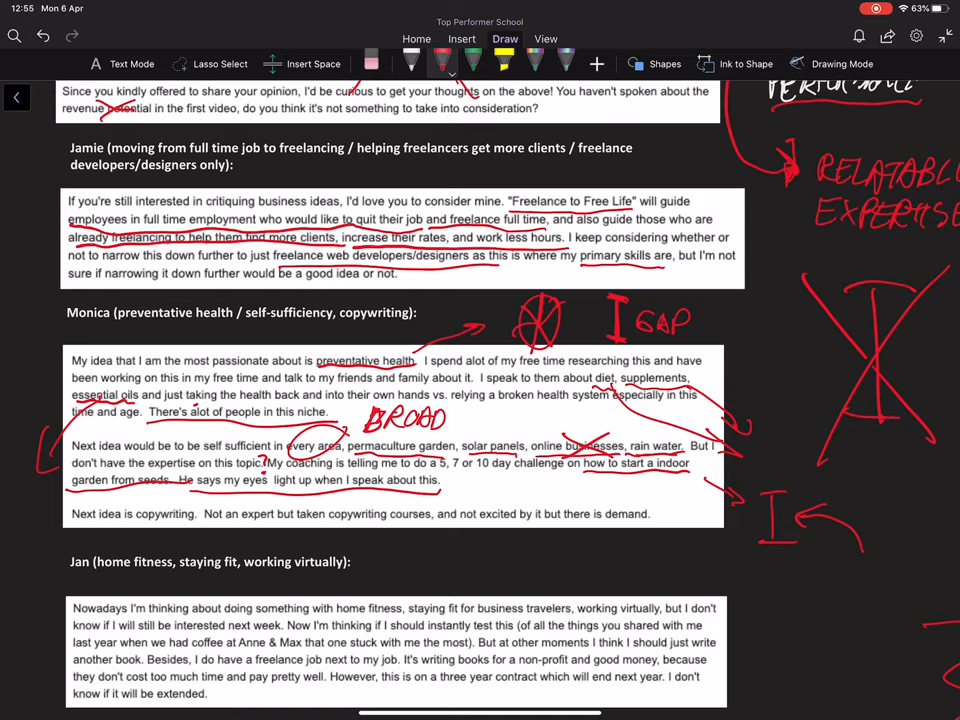 12:55 Mon 6 Apr
63%
Top Performer School
Home Insert Draw View
Text Mode Lasso Select Insert Space Shapes Ink to Shape Drawing Mode
Since you kindly offered to share your opinion, I'd be curious to get your thoughts on the above! You haven't spoken about the
revenue potential in the first video, do you think it's not something to take into consideration?
Jamie (moving from full time job to freelancing / helping freelancers get more clients / freelance
developers/designers only):
RELATABLE
EXPERTISE
If you're still interested in critiquing business ideas, I'd love you to consider mine. "Freelance to Free Life" will guide
employees in full time employment who would like to quit their job and freelance full time, and also guide those who are
already freelancing to help them find more clients, increase their rates, and work less hours. I keep considering whether or
not to narrow this down further to just freelance web developers/designers as this is where my primary skills are, but I'm not
sure if narrowing it down further would be a good idea or not.
Monica (preventative health / self-sufficiency, copywriting):
I GAP
My idea that I am the most passionate about is preventative health. I spend alot of my free time researching this and have
been working on this in my free time and talk to my friends and family about it. I speak to them about diet, supplements,
essential oils and just taking the health back and into their own hands vs. relying a broken health system especially in this
time and age. There's alot of people in this niche.
BROAD
Next idea would be to be self sufficient in every area, permaculture garden, solar panels, online businesses, rain water. But I
don't have the expertise on this topic? My coaching is telling me to do a 5, 7 or 10 day challenge on how to start a indoor
garden from seeds. He says my eyes light up when I speak about this.
I
Next idea is copywriting. Not an expert but taken copywriting courses, and not excited by it but there is demand.
Jan (home fitness, staying fit, working virtually):
Nowadays I'm thinking about doing something with home fitness, staying fit for business travelers, working virtually, but I don't
know if I will still be interested next week. Now I'm thinking if I should instantly test this (of all the things you shared with me
last year when we had coffee at Anne & Max that one stuck with me the most). But at other moments I think I should just write
another book. Besides, I do have a freelance job next to my job. It's writing books for a non-profit and good money, because
they don't cost too much time and pay pretty well. However, this is on a three year contract which will end next year. I don't
know if it will be extended.